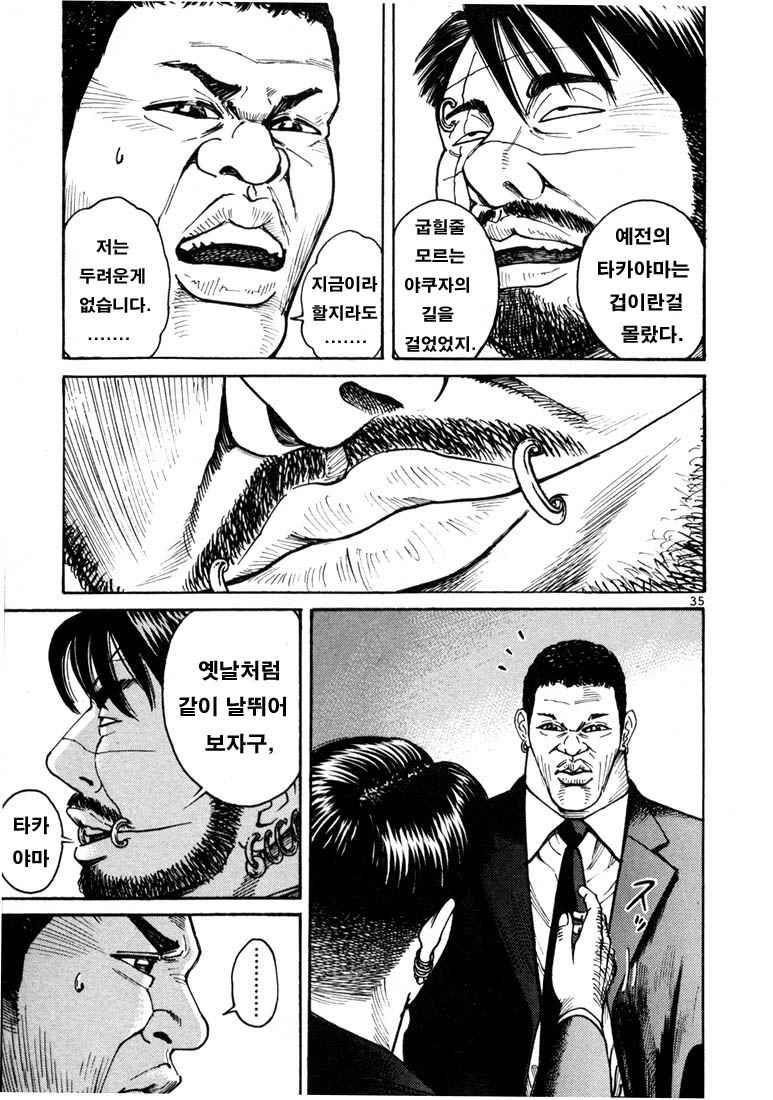 예전의
타카야마는
겁이란걸
몰랐다.
굽힐줄
모르는
야쿠자의
길을
걸었었지.
지금이라
할지라도
.......
저는
두려운게
없습니다.
.......
35
スッ
옛날처럼
같이 날뛰어
보자구,
타카
야마
.........